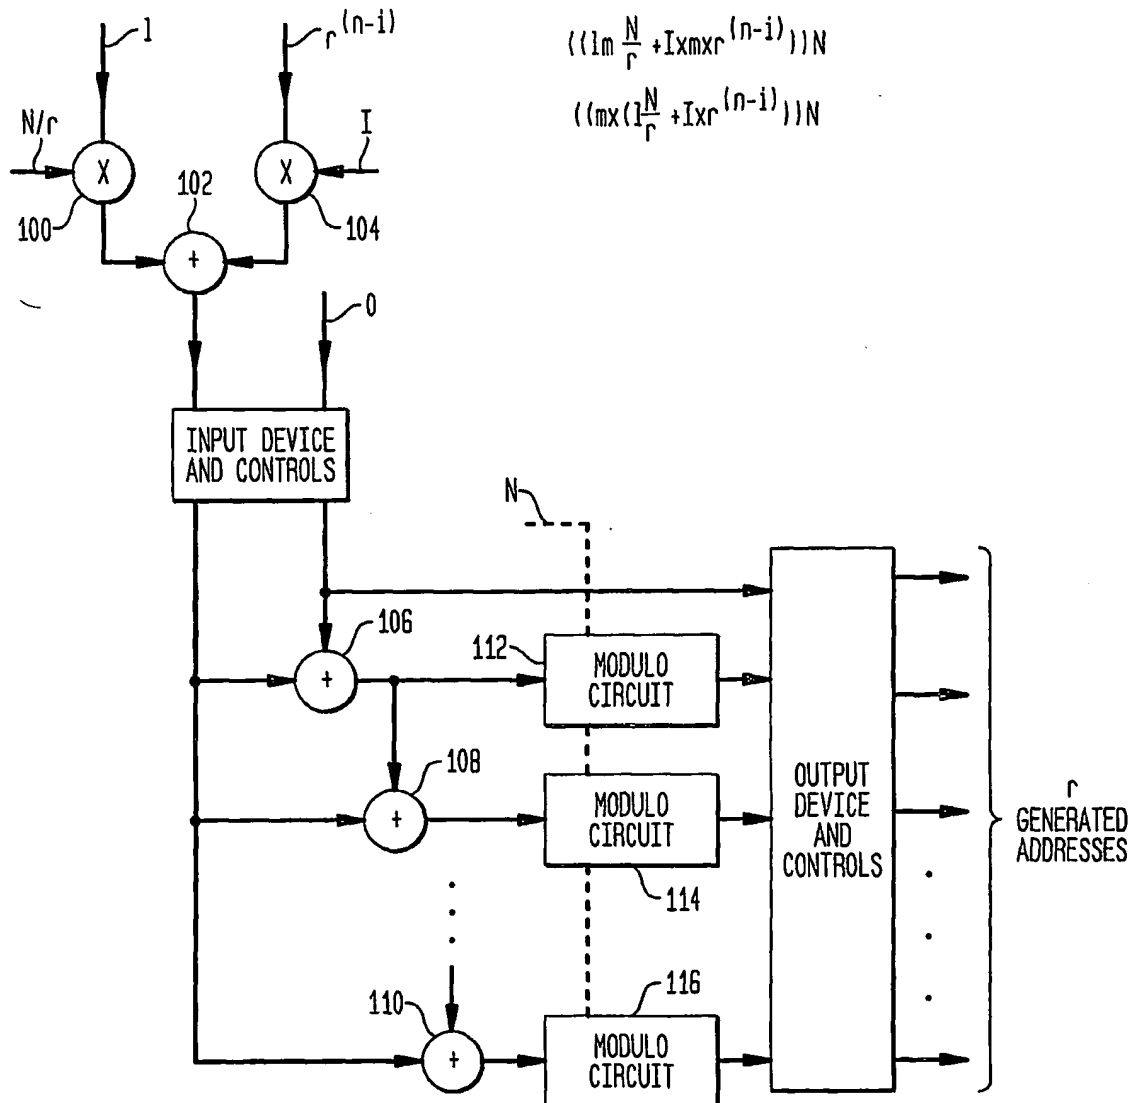 l
r^(n-i)
((lm N/r +Ixmxr^(n-i)))N
((mx(l N/r +Ixr^(n-i)))N
N/r
I
X
X
100
102
104
+
0
INPUT DEVICE
AND CONTROLS
N
106
+
112
MODULO
CIRCUIT
108
+
MODULO
CIRCUIT
114
OUTPUT
DEVICE
AND
CONTROLS
r
GENERATED
ADDRESSES
110
+
116
MODULO
CIRCUIT